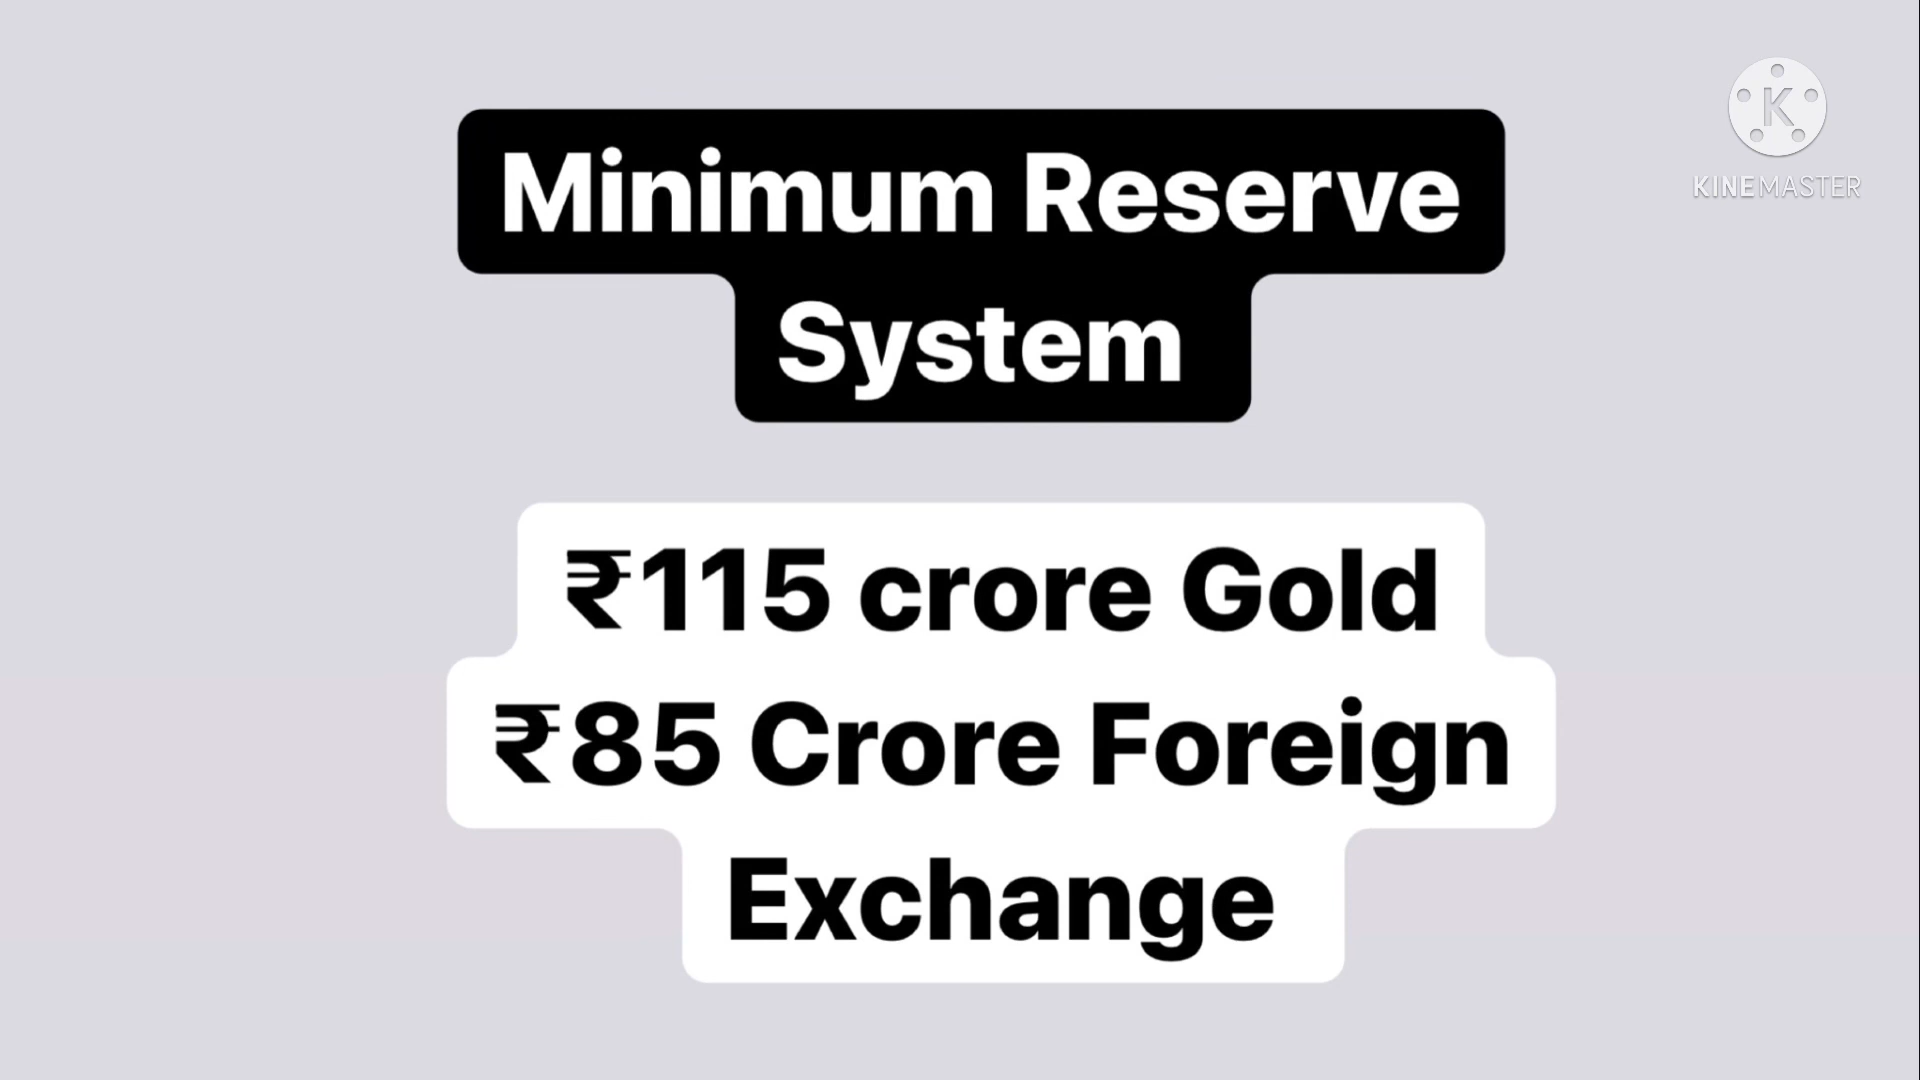 Minimum Reserve
System
₹115 crore Gold
₹85 Crore Foreign
Exchange
K
KINEMASTER